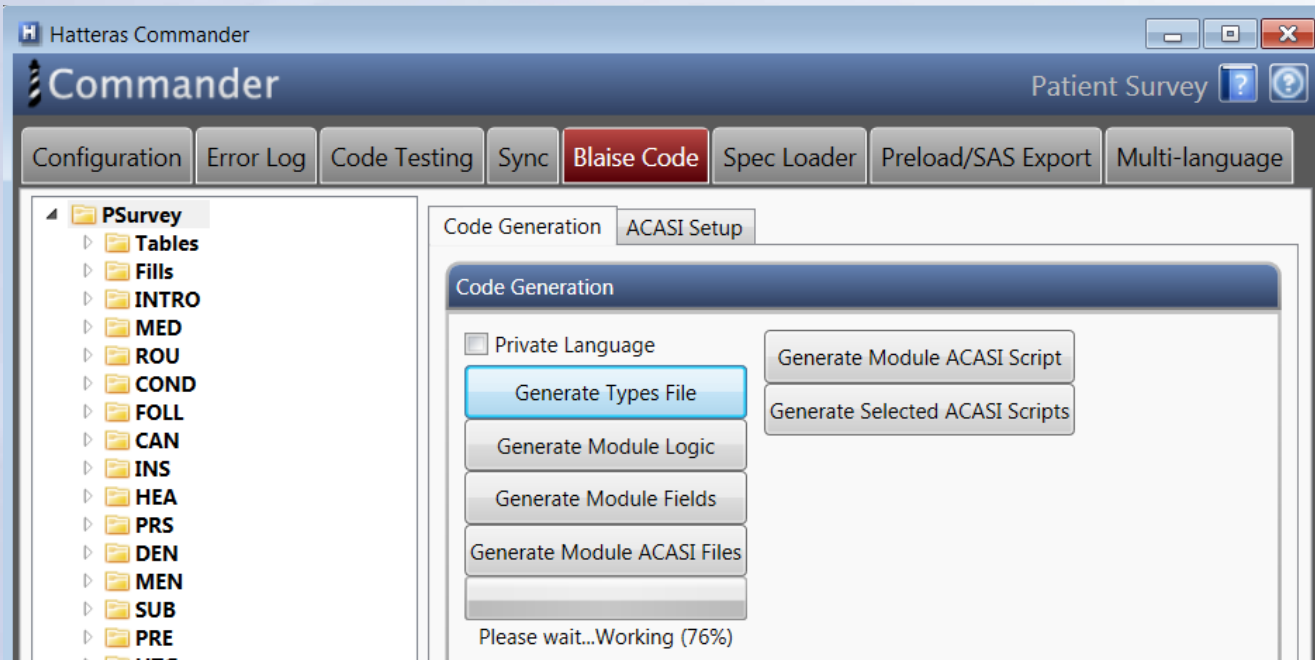 Hatteras Commander
Commander
Patient Survey
Configuration Error Log Code Testing Sync Blaise Code Spec Loader Preload/SAS Export Multi-language
PSurvey
Tables
Fills
INTRO
MED
ROU
COND
FOLL
CAN
INS
HEA
PRS
DEN
MEN
SUB
PRE
Code Generation ACASI Setup
Code Generation
Private Language
Generate Types File
Generate Module Logic
Generate Module Fields
Generate Module ACASI Files
Please wait...Working (76%)
Generate Module ACASI Script
Generate Selected ACASI Scripts